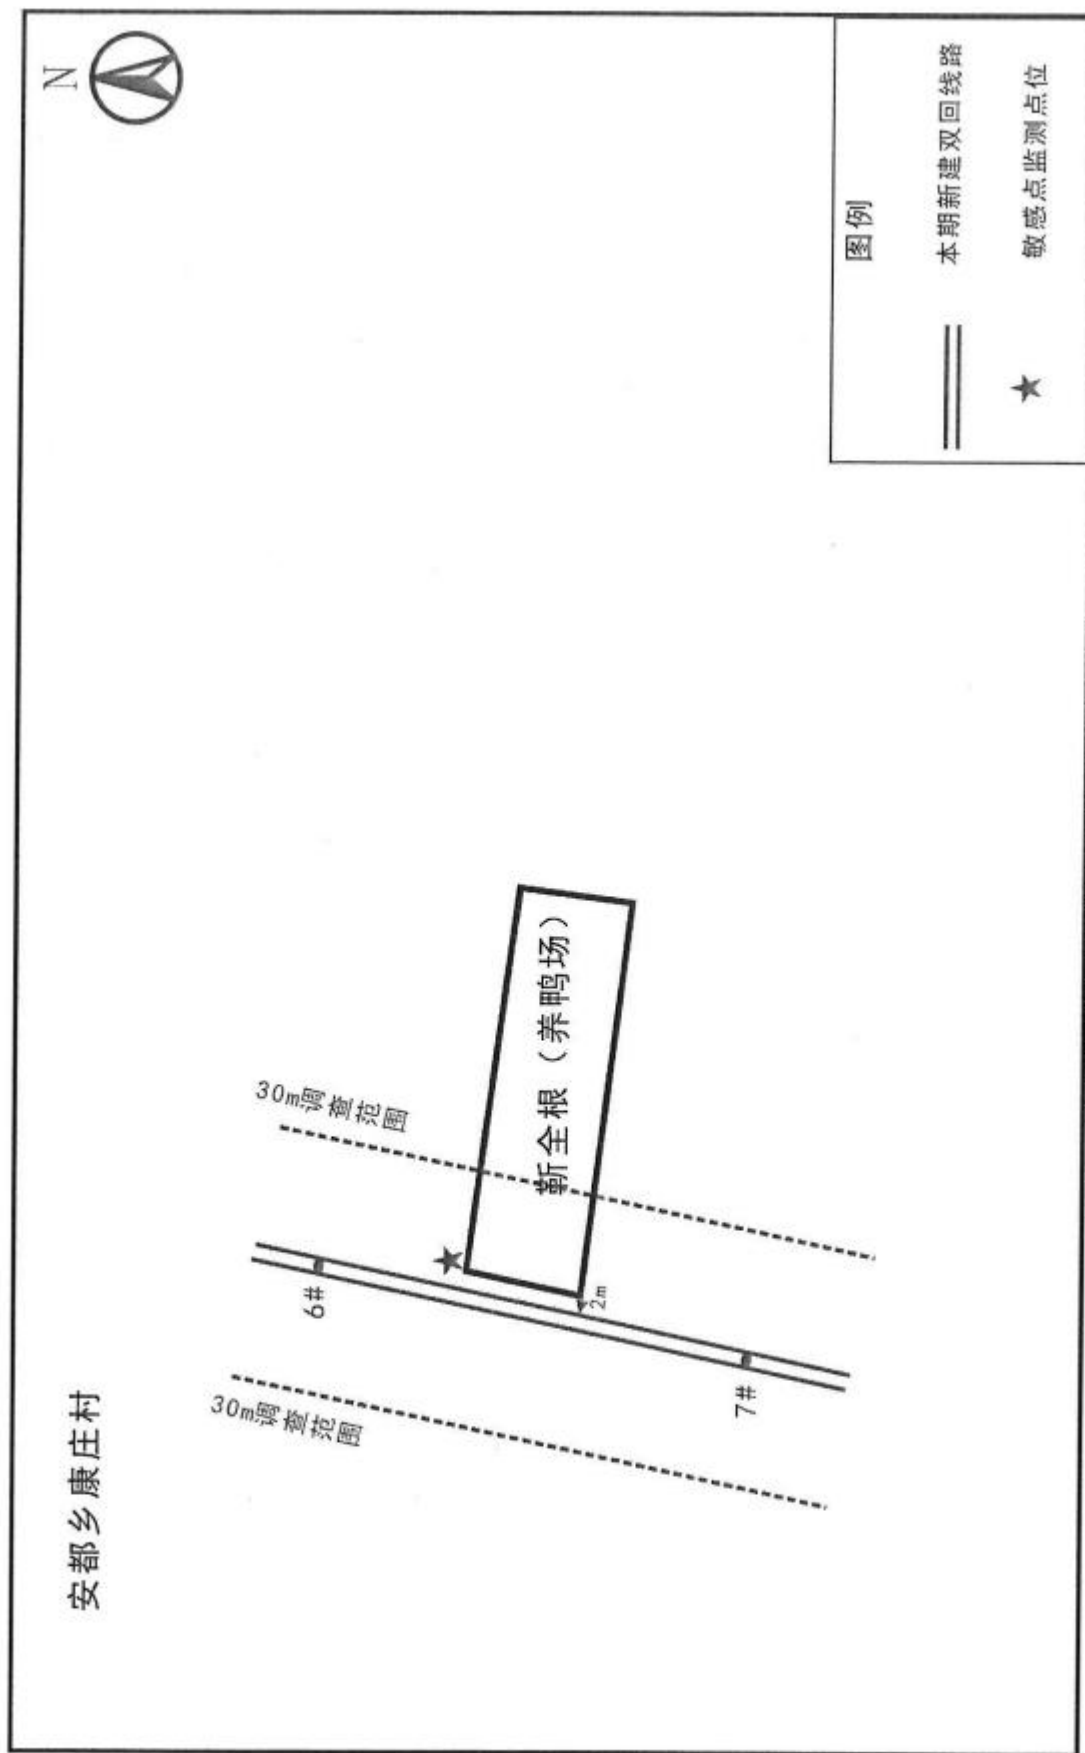 安都乡康庄村
N
30m调查范围
30m调查范围
6#
靳全根（养鸭场）
2m
7#
图例
本期新建双回线路
敏感点监测点位